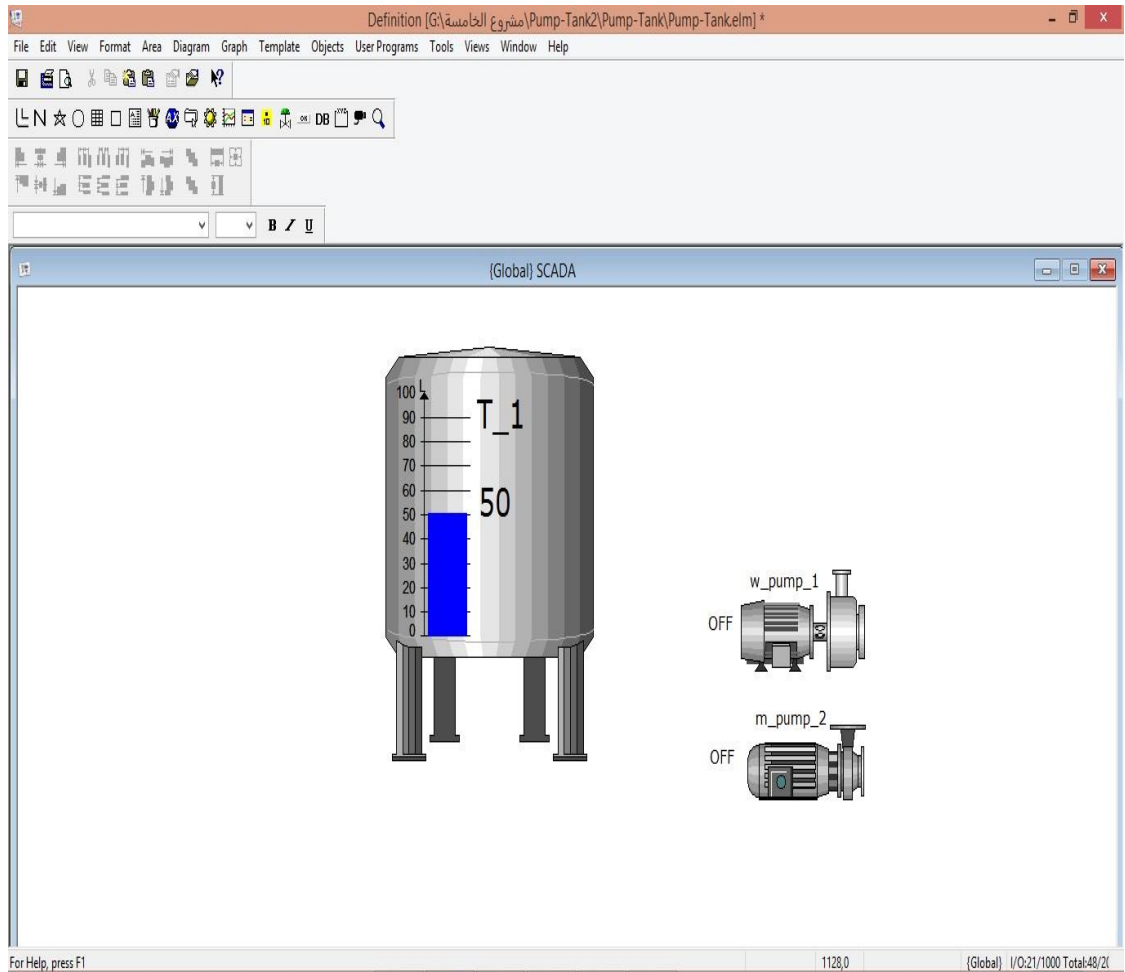 Definition [G:\مشروع الخامسة\Pump-Tank2\Pump-Tank\Pump-Tank.elm] *
File Edit View Format Area Diagram Graph Template Objects User Programs Tools Views Window Help
DB
B I U
{Global} SCADA
L
100
90
80
70
60
50
40
30
20
10
0
T_1
50
w_pump_1
OFF
m_pump_2
OFF
For Help, press F1
1128,0
{Global}
I/O:21/1000 Total:48/2(